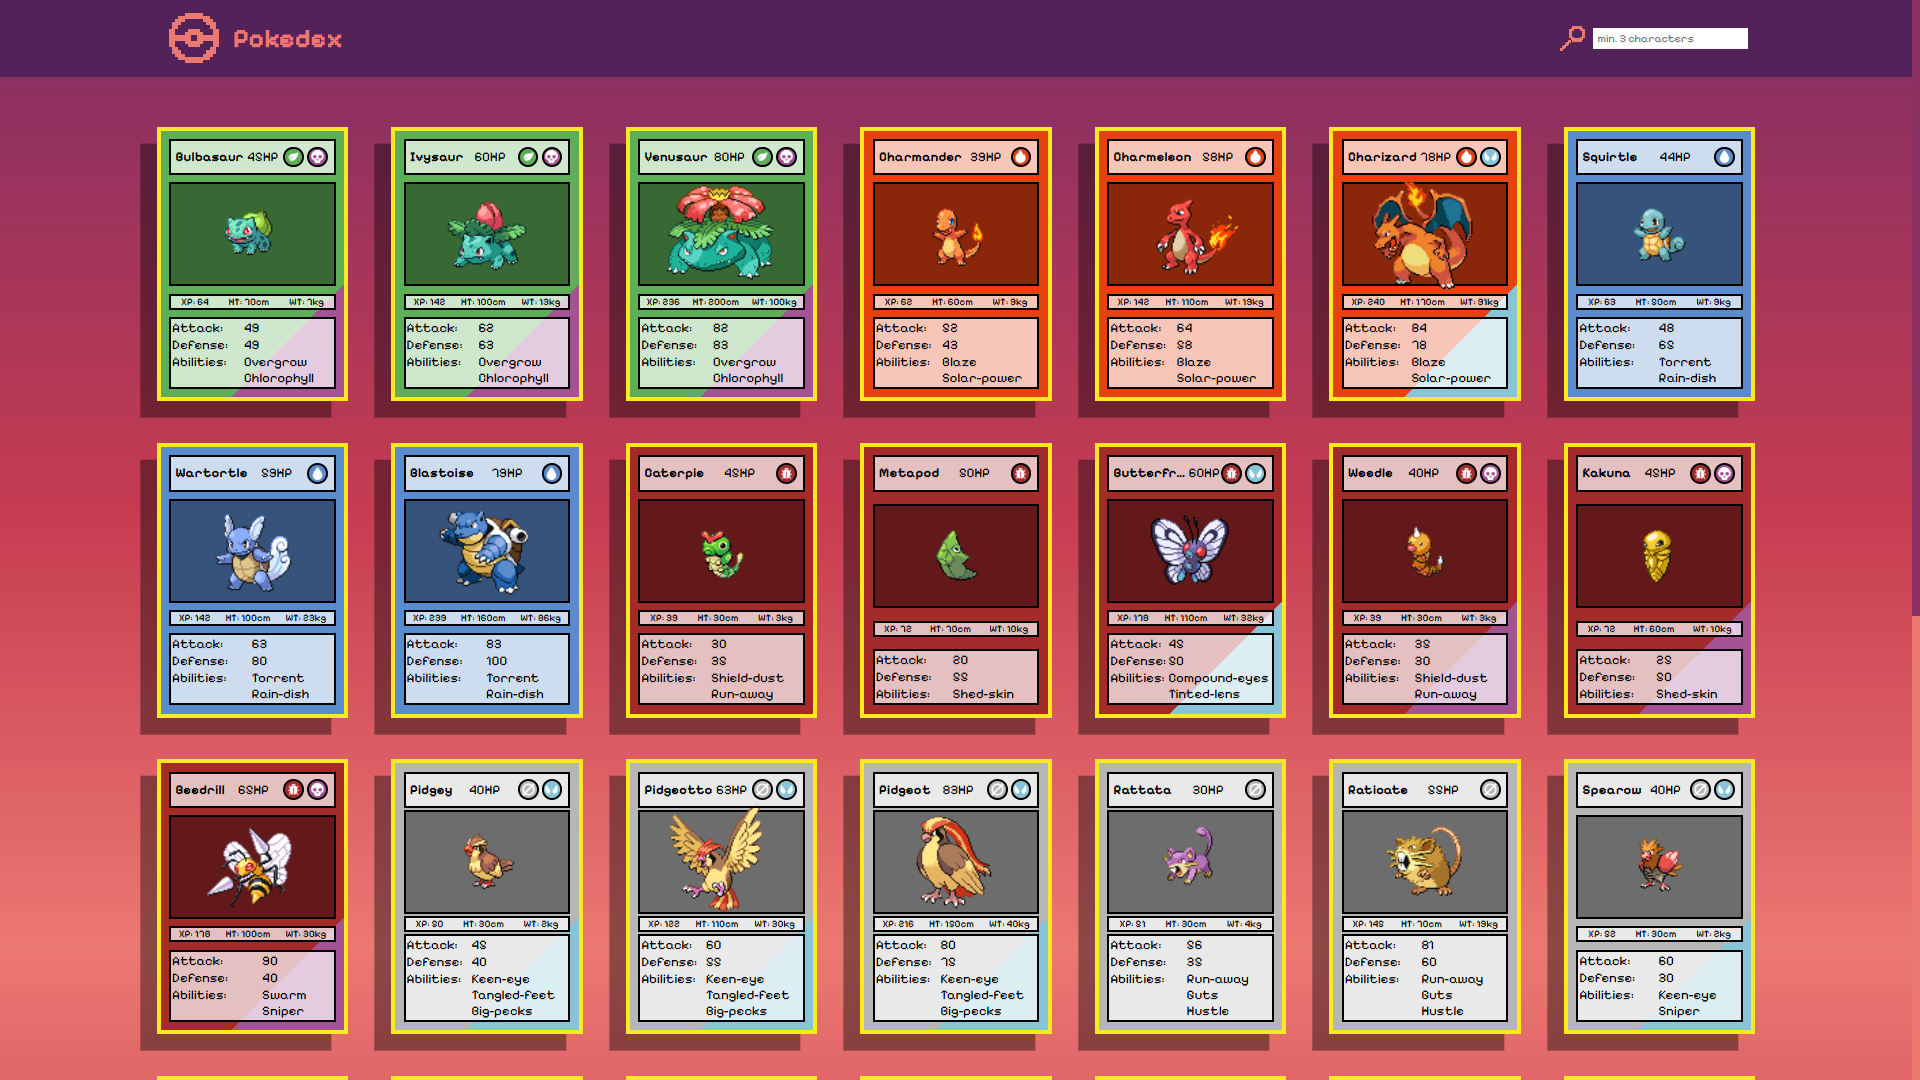 Pokedex
min. 3 characters
Bulbasaur 45HP
XP: 64 HT: 70cm WT: 7kg
Attack: 49
Defense: 49
Abilities: Overgrow
Chlorophyll
Ivysaur 60HP
XP: 142 HT: 100cm WT: 13kg
Attack: 62
Defense: 63
Abilities: Overgrow
Chlorophyll
Venusaur 80HP
XP: 236 HT: 200cm WT: 100kg
Attack: 82
Defense: 83
Abilities: Overgrow
Chlorophyll
Charmander 39HP
XP: 62 HT: 60cm WT: 9kg
Attack: 52
Defense: 43
Abilities: Blaze
Solar-power
Charmeleon 58HP
XP: 142 HT: 110cm WT: 19kg
Attack: 64
Defense: 58
Abilities: Blaze
Solar-power
Charizard 78HP
XP: 240 HT: 170cm WT: 91kg
Attack: 84
Defense: 78
Abilities: Blaze
Solar-power
Squirtle 44HP
XP: 63 HT: 50cm WT: 9kg
Attack: 48
Defense: 65
Abilities: Torrent
Rain-dish
Wartortle 59HP
XP: 142 HT: 100cm WT: 23kg
Attack: 63
Defense: 80
Abilities: Torrent
Rain-dish
Blastoise 79HP
XP: 239 HT: 160cm WT: 86kg
Attack: 83
Defense: 100
Abilities: Torrent
Rain-dish
Caterpie 45HP
XP: 39 HT: 30cm WT: 3kg
Attack: 30
Defense: 35
Abilities: Shield-dust
Run-away
Metapod 50HP
XP: 72 HT: 70cm WT: 10kg
Attack: 20
Defense: 55
Abilities: Shed-skin
Butterfr... 60HP
XP: 178 HT: 110cm WT: 32kg
Attack: 45
Defense: 50
Abilities: Compound-eyes
Tinted-lens
Weedle 40HP
XP: 39 HT: 30cm WT: 3kg
Attack: 35
Defense: 30
Abilities: Shield-dust
Run-away
Kakuna 45HP
XP: 72 HT: 60cm WT: 10kg
Attack: 25
Defense: 50
Abilities: Shed-skin
Beedrill 65HP
XP: 178 HT: 100cm WT: 30kg
Attack: 90
Defense: 40
Abilities: Swarm
Sniper
Pidgey 40HP
XP: 50 HT: 30cm WT: 2kg
Attack: 45
Defense: 40
Abilities: Keen-eye
Tangled-feet
Big-pecks
Pidgeotto 63HP
XP: 122 HT: 110cm WT: 30kg
Attack: 60
Defense: 55
Abilities: Keen-eye
Tangled-feet
Big-pecks
Pidgeot 83HP
XP: 216 HT: 150cm WT: 40kg
Attack: 80
Defense: 75
Abilities: Keen-eye
Tangled-feet
Big-pecks
Rattata 30HP
XP: 51 HT: 30cm WT: 4kg
Attack: 56
Defense: 35
Abilities: Run-away
Guts
Hustle
Raticate 55HP
XP: 145 HT: 70cm WT: 19kg
Attack: 81
Defense: 60
Abilities: Run-away
Guts
Hustle
Spearow 40HP
XP: 52 HT: 30cm WT: 2kg
Attack: 60
Defense: 30
Abilities: Keen-eye
Sniper